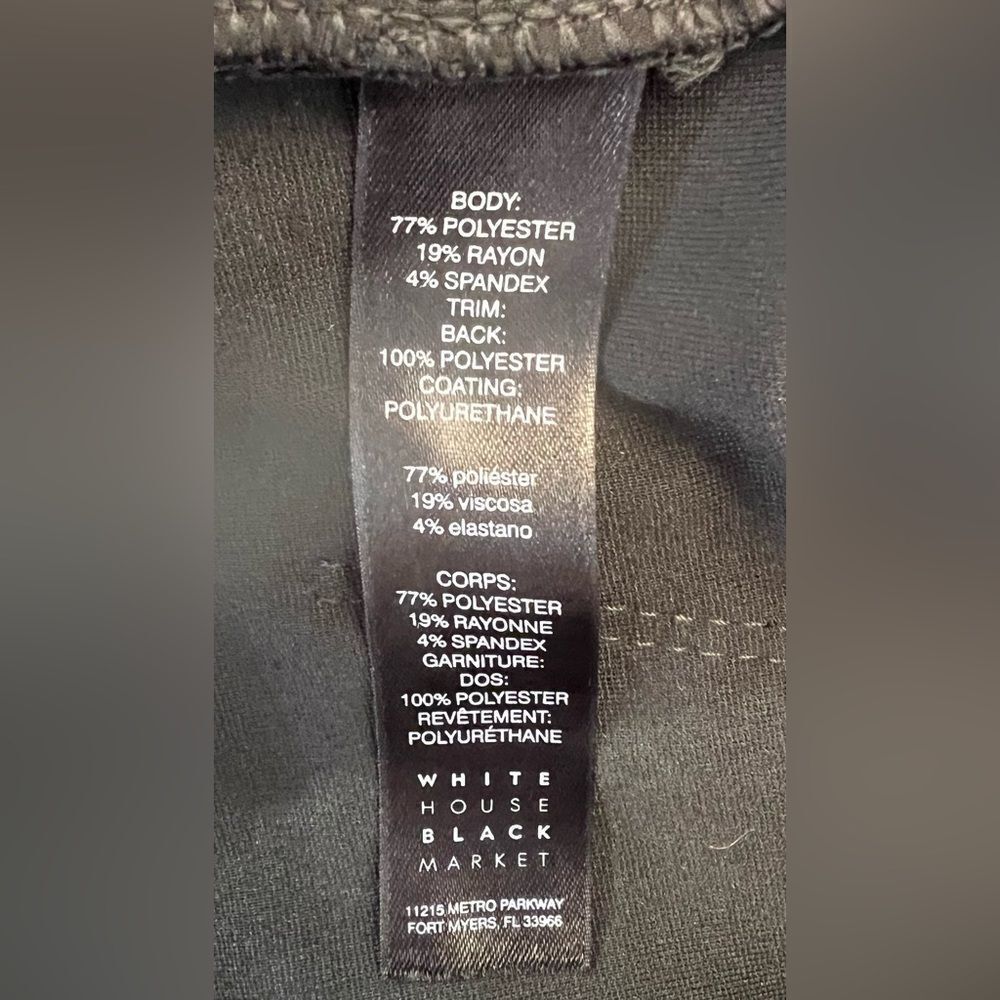 BODY:
77% POLYESTER
19% RAYON
4% SPANDEX
TRIM:
BACK:
100% POLYESTER
COATING:
POLYURETHANE
77% poliéster
19% viscosa
4% elastano
CORPS:
77% POLYESTER
19% RAYONNE
4% SPANDEX
GARNITURE:
DOS:
100% POLYESTER
REVÊTEMENT:
POLYURÉTHANE
WHITE
HOUSE
BLACK
MARKET
11215 METRO PARKWAY
FORT MYERS, FL 33966